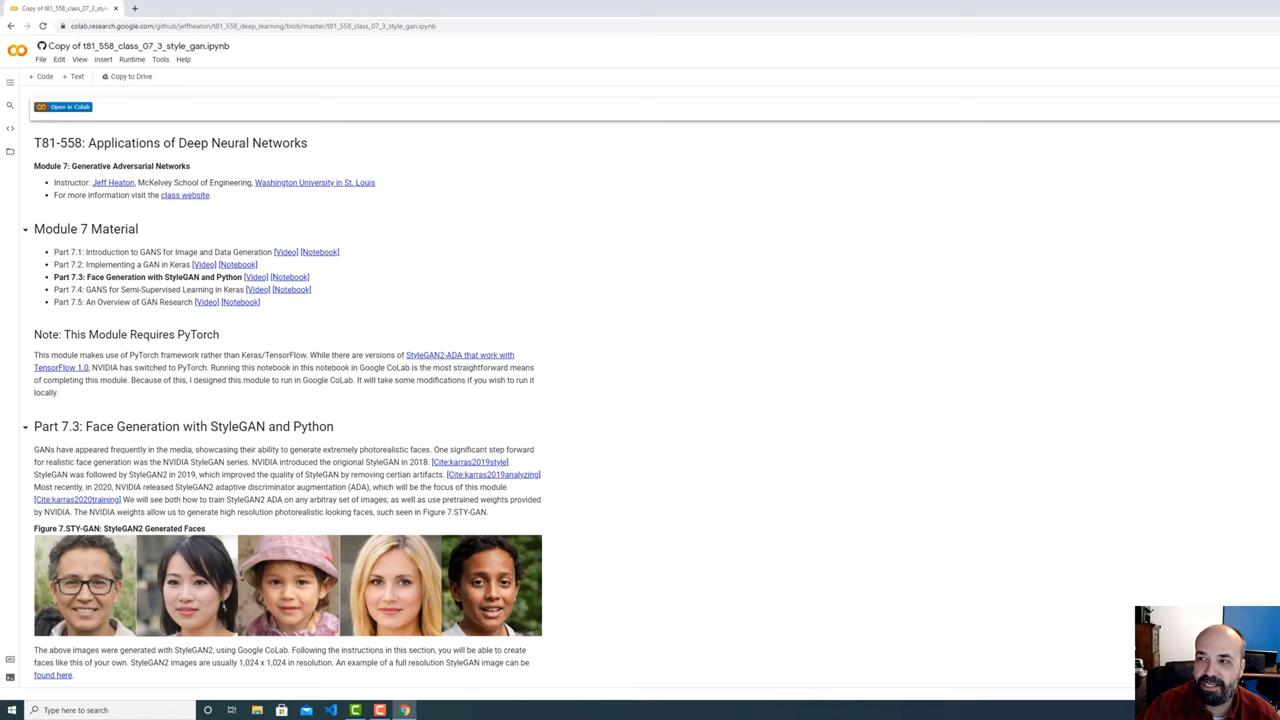 Copy of t81_558_class_07_3_style
colab.research.google.com/github/jeffheaton/t81_558_deep_learning/blob/master/t81_558_class_07_3_style_gan.ipynb
Copy of t81_558_class_07_3_style_gan.ipynb
File Edit View Insert Runtime Tools Help
+ Code + Text Copy to Drive
Open in Colab
T81-558: Applications of Deep Neural Networks
Module 7: Generative Adversarial Networks
• Instructor: Jeff Heaton, McKelvey School of Engineering, Washington University in St. Louis
• For more information visit the class website.
Module 7 Material
• Part 7.1: Introduction to GANS for Image and Data Generation [Video] [Notebook]
• Part 7.2: Implementing a GAN in Keras [Video] [Notebook]
• Part 7.3: Face Generation with StyleGAN and Python [Video] [Notebook]
• Part 7.4: GANS for Semi-Supervised Learning in Keras [Video] [Notebook]
• Part 7.5: An Overview of GAN Research [Video] [Notebook]
Note: This Module Requires PyTorch
This module makes use of PyTorch framework rather than Keras/TensorFlow. While there are versions of StyleGAN2-ADA that work with
TensorFlow 1.0, NVIDIA has switched to PyTorch. Running this notebook in this notebook in Google CoLab is the most straightforward means
of completing this module. Because of this, I designed this module to run in Google CoLab. It will take some modifications if you wish to run it
locally.
Part 7.3: Face Generation with StyleGAN and Python
GANs have appeared frequently in the media, showcasing their ability to generate extremely photorealistic faces. One significant step forward
for realistic face generation was the NVIDIA StyleGAN series. NVIDIA introduced the origional StyleGAN in 2018. [Cite:karras2019style]
StyleGAN was followed by StyleGAN2 in 2019, which improved the quality of StyleGAN by removing certian artifacts. [Cite:karras2019analyzing]
Most recently, in 2020, NVIDIA released StyleGAN2 adaptive discriminator augmentation (ADA), which will be the focus of this module.
[Cite:karras2020training] We will see both how to train StyleGAN2 ADA on any arbitray set of images; as well as use pretrained weights provided
by NVIDIA. The NVIDIA weights allow us to generate high resolution photorealistic looking faces, such seen in Figure 7.STY-GAN.
Figure 7.STY-GAN: StyleGAN2 Generated Faces
The above images were generated with StyleGAN2, using Google CoLab. Following the instructions in this section, you will be able to create
faces like this of your own. StyleGAN2 images are usually 1,024 x 1,024 in resolution. An example of a full resolution StyleGAN image can be
found here.
Type here to search